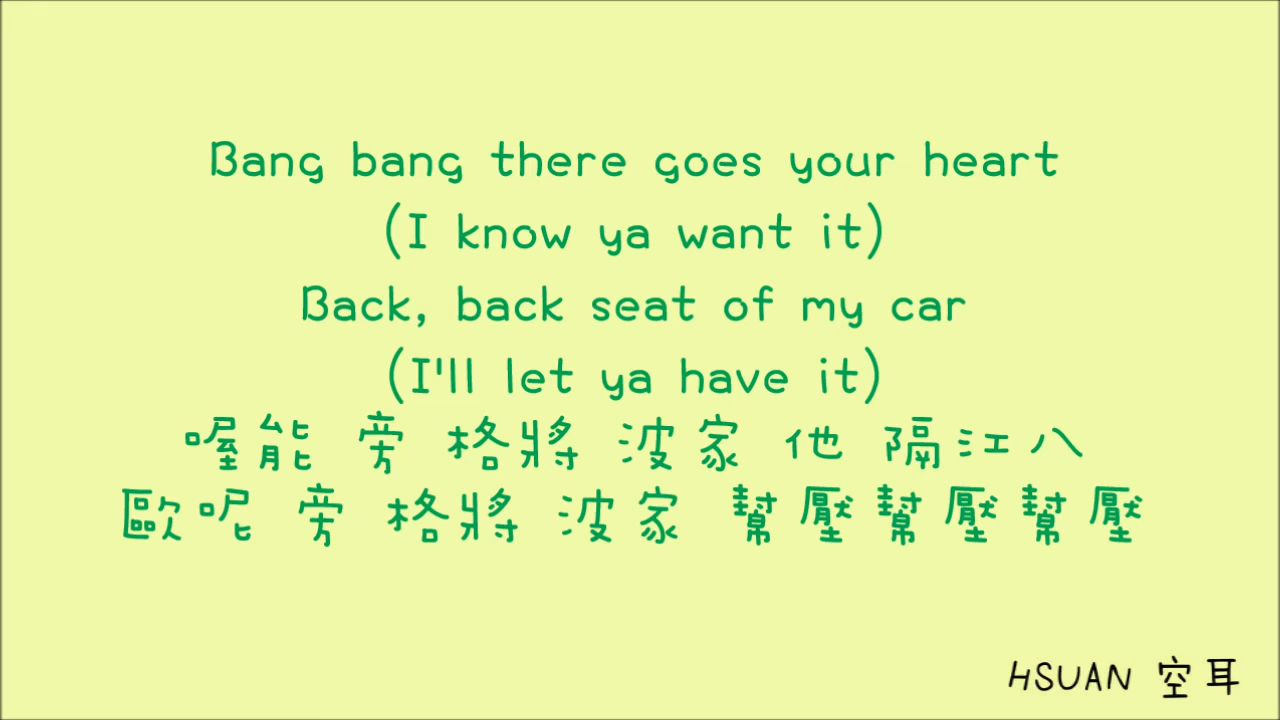 Bang bang there goes your heart
(I know ya want it)
Back, back seat of my car
(I'll let ya have it)
喔能 旁 格將 波家 他 隔江八
歐呢 旁 格將 波家 幫壓幫壓幫壓
HSUAN 空耳